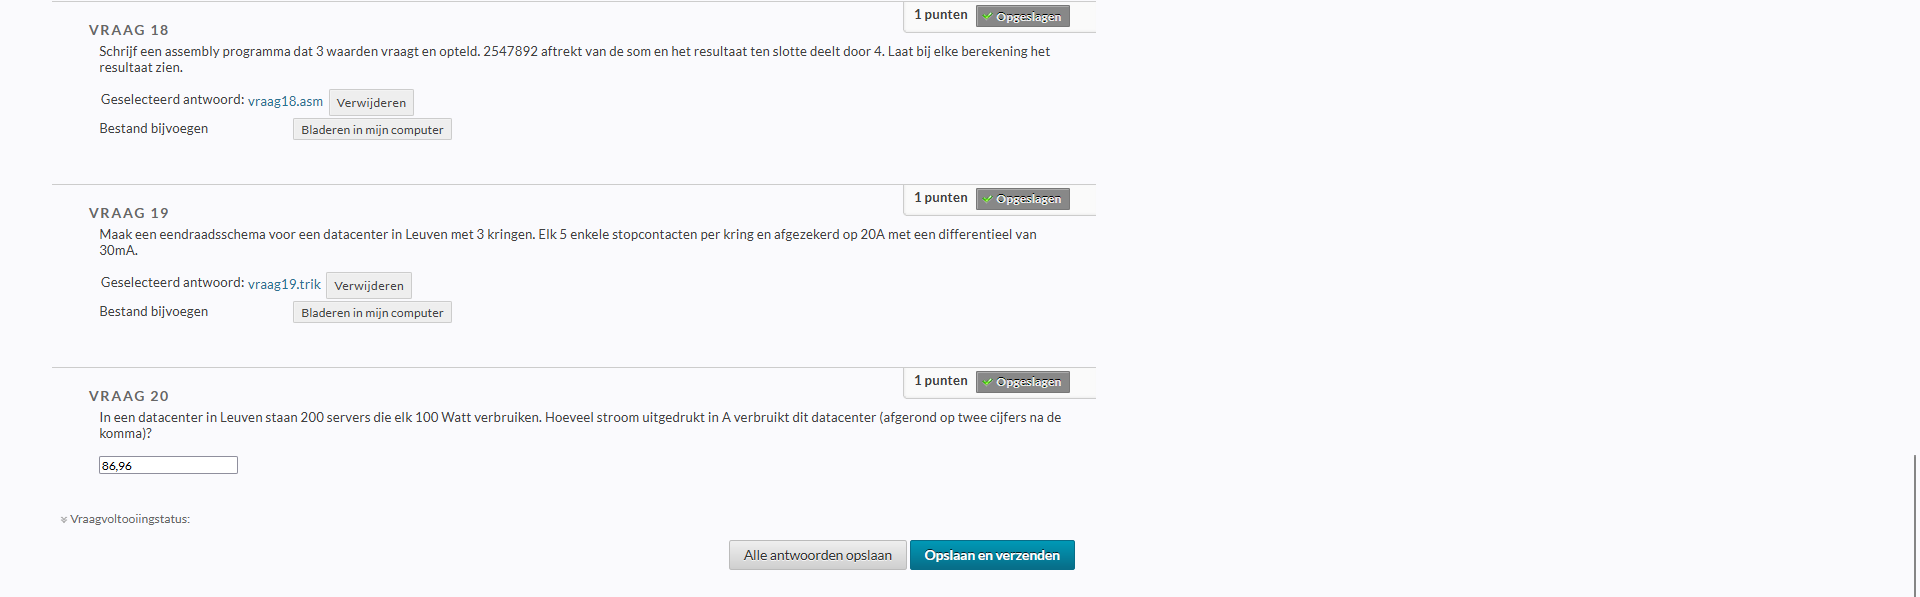 1 punten Opgeslagen
VRAAG 18
Schrijf een assembly programma dat 3 waarden vraagt en opteld. 2547892 aftrekt van de som en het resultaat ten slotte deelt door 4. Laat bij elke berekening het
resultaat zien.
Geselecteerd antwoord: vraag18.asm Verwijderen
Bestand bijvoegen Bladeren in mijn computer
1 punten Opgeslagen
VRAAG 19
Maak een eendraadsschema voor een datacenter in Leuven met 3 kringen. Elk 5 enkele stopcontacten per kring en afgezekerd op 20A met een differentieel van
30mA.
Geselecteerd antwoord: vraag19.trik Verwijderen
Bestand bijvoegen Bladeren in mijn computer
1 punten Opgeslagen
VRAAG 20
In een datacenter in Leuven staan 200 servers die elk 100 Watt verbruiken. Hoeveel stroom uitgedrukt in A verbruikt dit datacenter (afgerond op twee cijfers na de
komma)?
86,96
Vraagvoltooiingstatus:
Alle antwoorden opslaan Opslaan en verzenden